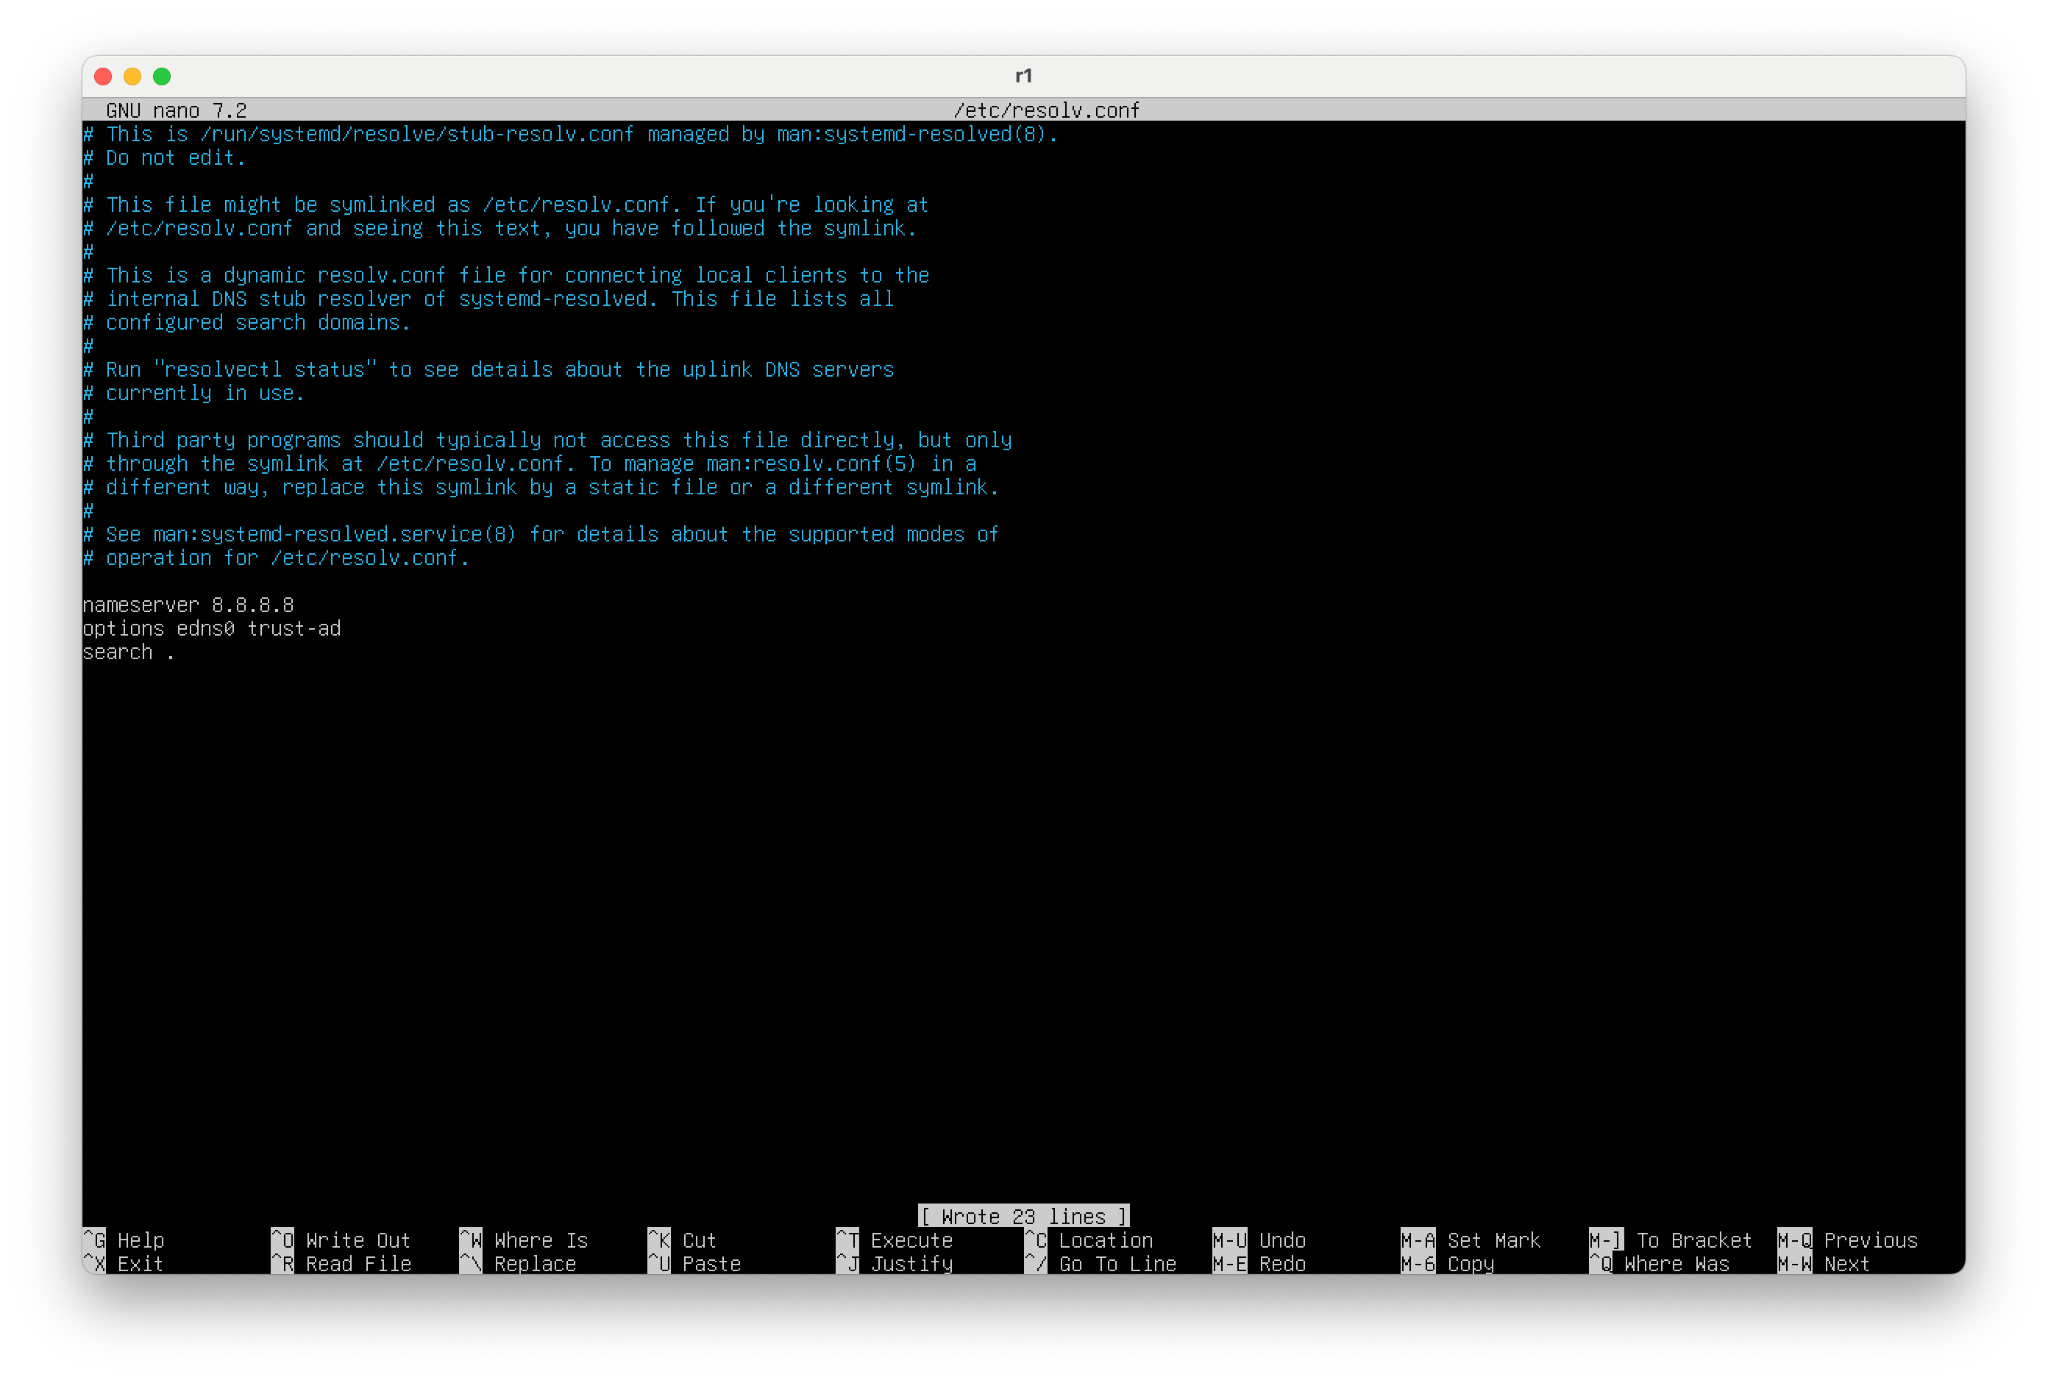 r1
GNU nano 7.2 /etc/resolv.conf
# This is /run/systemd/resolve/stub-resolv.conf managed by man:systemd-resolved(8).
# Do not edit.
#
# This file might be symlinked as /etc/resolv.conf. If you're looking at
# /etc/resolv.conf and seeing this text, you have followed the symlink.
#
# This is a dynamic resolv.conf file for connecting local clients to the
# internal DNS stub resolver of systemd-resolved. This file lists all
# configured search domains.
#
# Run "resolvectl status" to see details about the uplink DNS servers
# currently in use.
#
# Third party programs should typically not access this file directly, but only
# through the symlink at /etc/resolv.conf. To manage man:resolv.conf(5) in a
# different way, replace this symlink by a static file or a different symlink.
#
# See man:systemd-resolved.service(8) for details about the supported modes of
# operation for /etc/resolv.conf.
nameserver 8.8.8.8
options edns0 trust-ad
search .
[ Wrote 23 lines ]
^G Help ^O Write Out ^W Where Is ^K Cut ^T Execute ^C Location M-U Undo M-A Set Mark M-] To Bracket M-Q Previous
^X Exit ^R Read File ^\ Replace ^U Paste ^J Justify ^/ Go To Line M-E Redo M-6 Copy ^Q Where Was M-W Next